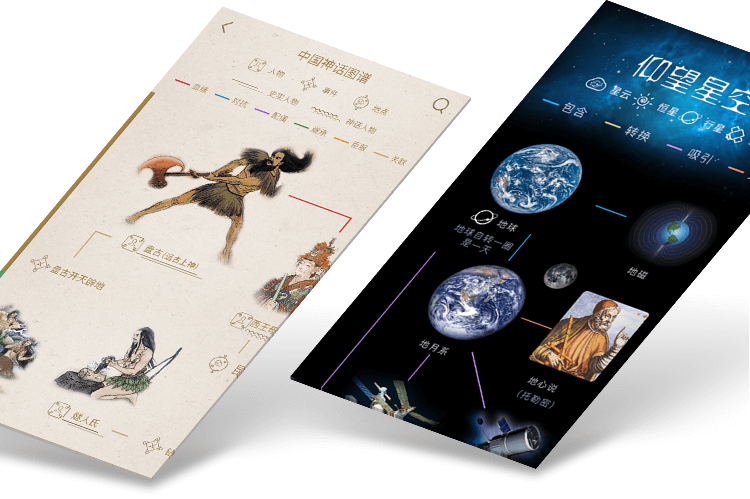 中国神话图谱
人物
事件
地点
史实人物
神话人物
血缘
对抗
配偶
继承
臣服
无联
盘古(远古上神)
盘古开天辟地
燧人氏
仰望星空
星云
恒星
行星
包含
转换
吸引
地球
地球自转一圈
是一天
地磁
地月系
地心说
(托勒密)